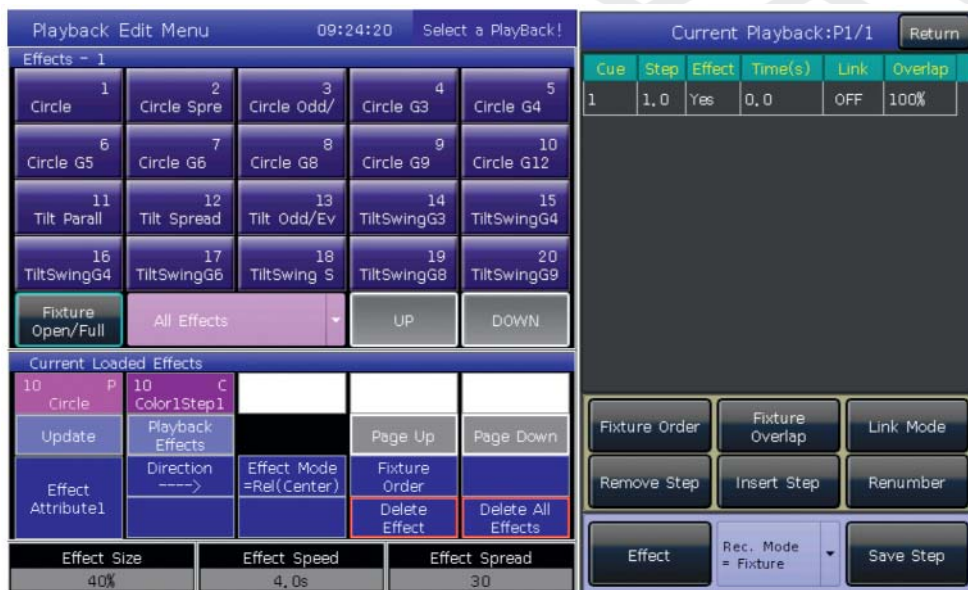 Playback Edit Menu 09:24:20 Select a PlayBack!
Effects - 1
1 2 3 4 5
Circle Circle Spre Circle Odd/ Circle G3 Circle G4
6 7 8 9 10
Circle G5 Circle G6 Circle G8 Circle G9 Circle G12
11 12 13 14 15
Tilt Parall Tilt Spread Tilt Odd/Ev TiltSwingG3 TiltSwingG4
16 17 18 19 20
TiltSwingG4 TiltSwingG6 TiltSwing S TiltSwingG8 TiltSwingG9
Fixture
Open/Full
All Effects
UP
DOWN
Current Loaded Effects
10 P
Circle
10 C
Color1Step1
Update
Playback
Effects
Page Up
Page Down
Effect
Attribute1
Direction
---->
Effect Mode
=Rel(Center)
Fixture
Order
Delete
Effect
Delete All
Effects
Effect Size Effect Speed Effect Spread
40% 4.0s 30
Current Playback:P1/1
Return
Cue Step Effect Time(s) Link Overlap
1 1.0 Yes 0.0 OFF 100%
Fixture Order
Fixture
Overlap
Link Mode
Remove Step
Insert Step
Renumber
Effect
Rec. Mode
= Fixture
Save Step